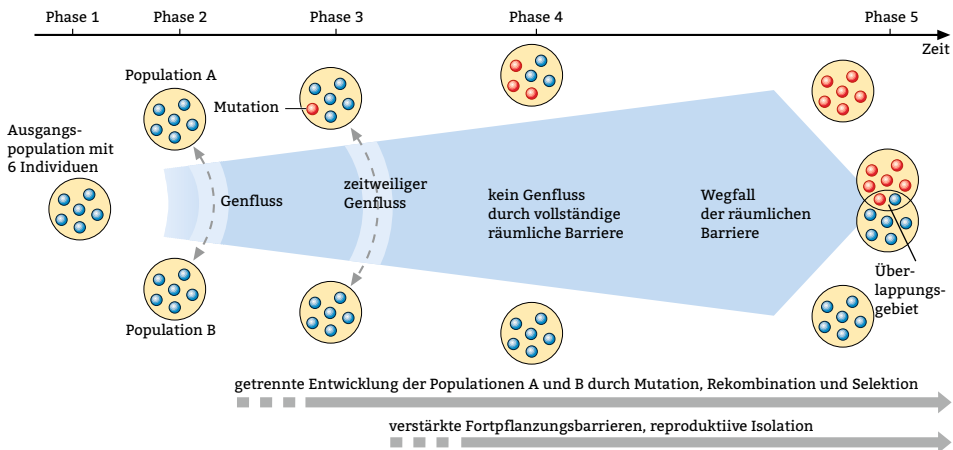 Phase 1
Phase 2
Phase 3
Phase 4
Phase 5
Zeit
Population A
Mutation
Ausgangs-
population mit
6 Individuen
Genfluss
zeitweiliger
Genfluss
kein Genfluss
durch vollständige
räumliche Barriere
Wegfall
der räumlichen
Barriere
Über-
lappungs-
gebiet
Population B
getrennte Entwicklung der Populationen A und B durch Mutation, Rekombination und Selektion
verstärkte Fortpflanzungsbarrieren, reproduktiive Isolation